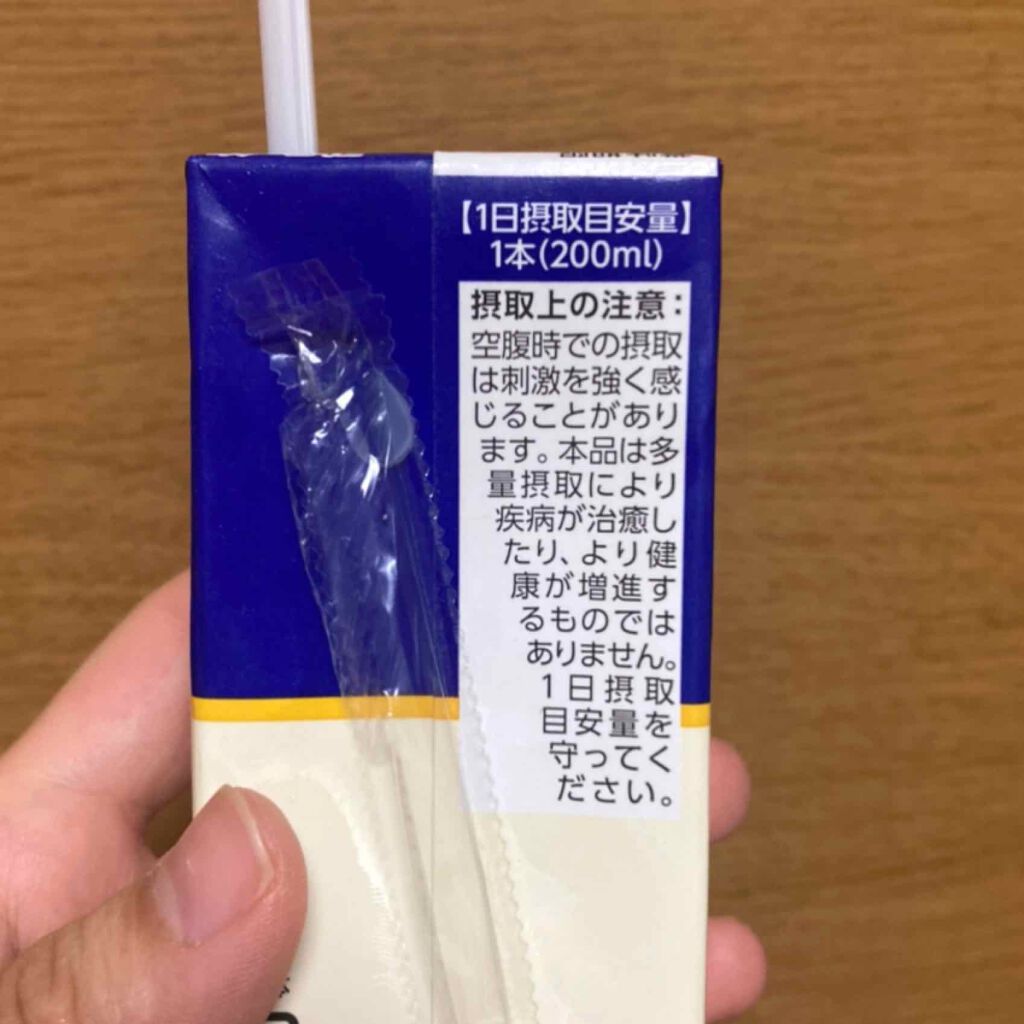 【1日摂取目安量】
1本(200ml)
摂取上の注意：
空腹時での摂取
は刺激を強く感
じることがあり
ます。本品は多
量摂取により
疾病が治癒し
たり、より健
康が増進す
るものでは
ありません。
1日摂取
目安量を
守ってく
ださい。